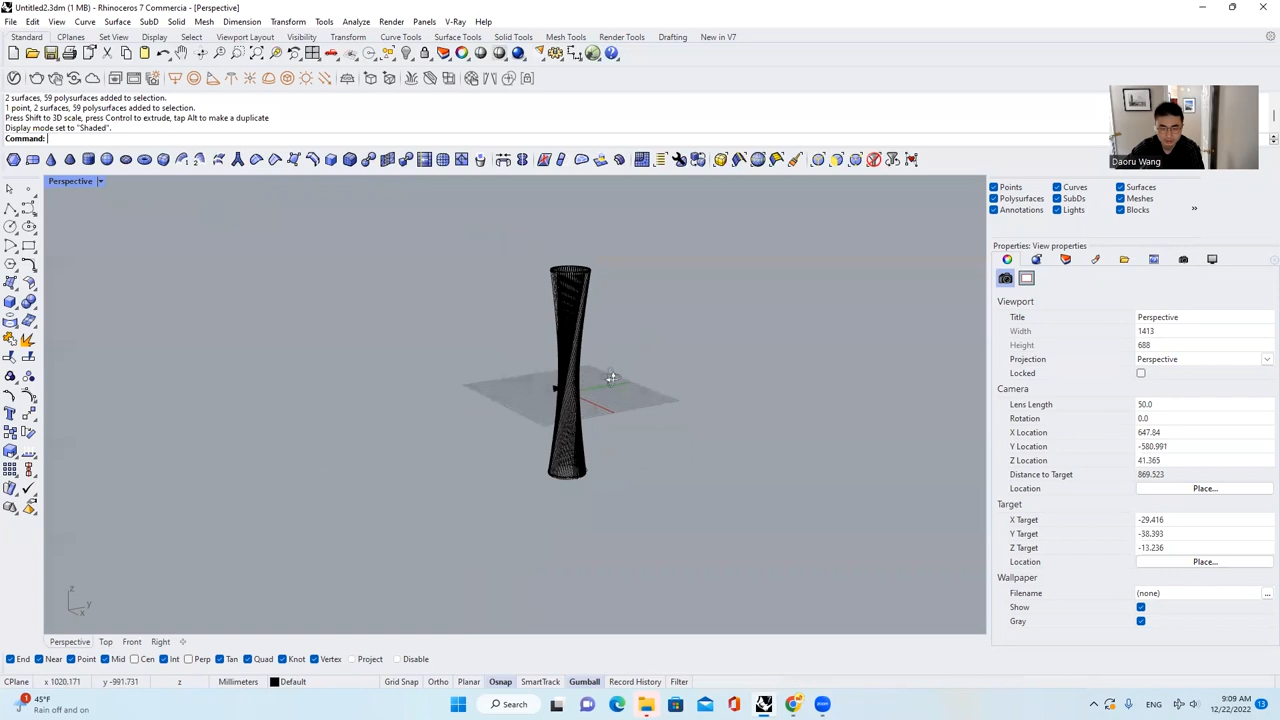 Untitled2.3dm (1 MB) - Rhinoceros 7 Commercia - [Perspective]
File Edit View Curve Surface SubD Solid Mesh Dimension Transform Tools Analyze Render Panels V-Ray Help
Standard CPlanes Set View Display Select Viewport Layout Visibility Transform Curve Tools Surface Tools Solid Tools Mesh Tools Render Tools Drafting New in V7
2 surfaces, 59 polysurfaces added to selection.
1 point, 2 surfaces, 59 polysurfaces added to selection.
Press Shift to 3D scale, press Control to extrude, tap Alt to make a duplicate
Display mode set to "Shaded".
Command:
Daoru Wang
Perspective
Points Curves Surfaces
Polysurfaces SubDs Meshes
Annotations Lights Blocks
Properties: View properties
Viewport
Title Perspective
Width 1413
Height 688
Projection Perspective
Locked
Camera
Lens Length 50.0
Rotation 0.0
X Location 647.84
Y Location -580.991
Z Location 41.365
Distance to Target 869.523
Location Place...
Target
X Target -29.416
Y Target -38.393
Z Target -13.236
Location Place...
Wallpaper
Filename (none) ...
Show
Gray
z
y
x
Perspective Top Front Right
End Near Point Mid Cen Int Perp Tan Quad Knot Vertex Project Disable
CPlane x 1020.171 y -991.731 z Millimeters Default Grid Snap Ortho Planar Osnap SmartTrack Gumball Record History Filter
45°F
Rain off and on
Search
ENG
9:09 AM
12/22/2022
13